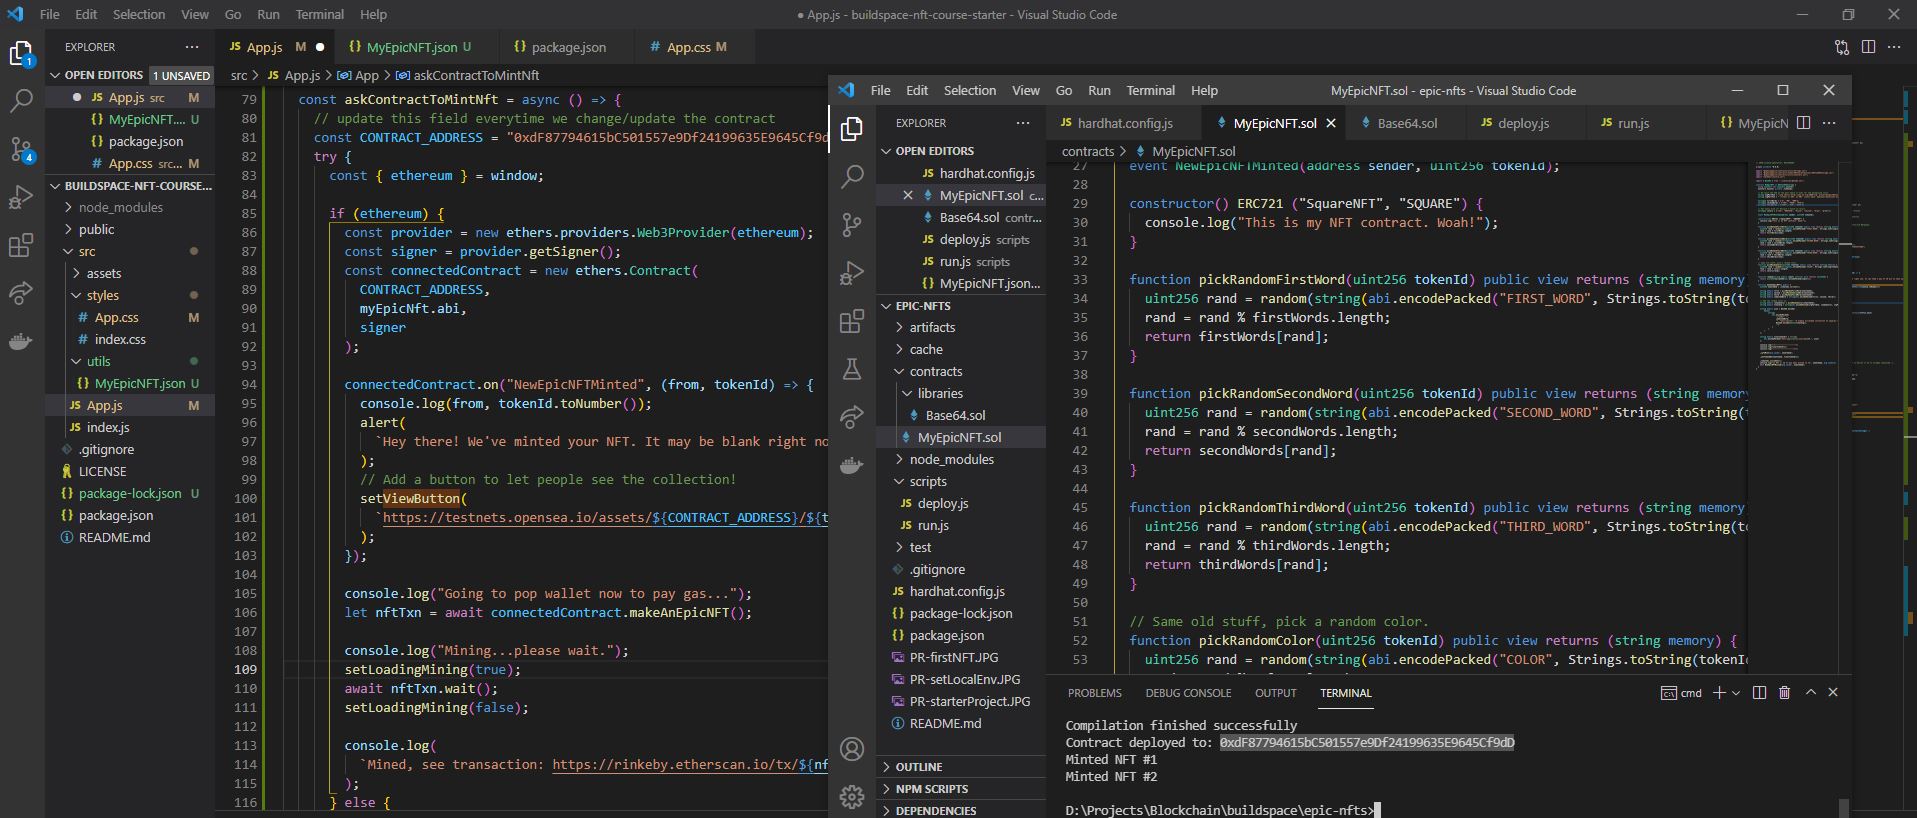 File Edit Selection View Go Run Terminal Help
● App.js - buildspace-nft-course-starter - Visual Studio Code
EXPLORER ···
OPEN EDITORS 1 UNSAVED
● JS App.js src M
{} MyEpicNFT.... U
{} package.json
# App.css src... M
BUILDSPACE-NFT-COURSE...
node_modules
public
src
assets
styles
# App.css M
# index.css
utils
{} MyEpicNFT.json U
JS App.js M
JS index.js
.gitignore
LICENSE
{} package-lock.json U
{} package.json
README.md
1
4
JS App.js M ●
{} MyEpicNFT.json U
{} package.json
# App.css M
src > JS App.js > App > askContractToMintNft
79 const askContractToMintNft = async () => {
80 // update this field everytime we change/update the contract
81 const CONTRACT_ADDRESS = "0xdF87794615bC501557e9Df24199635E9645Cf9d
82 try {
83 const { ethereum } = window;
84
85 if (ethereum) {
86 const provider = new ethers.providers.Web3Provider(ethereum);
87 const signer = provider.getSigner();
88 const connectedContract = new ethers.Contract(
89 CONTRACT_ADDRESS,
90 myEpicNft.abi,
91 signer
92 );
93
94 connectedContract.on("NewEpicNFTMinted", (from, tokenId) => {
95 console.log(from, tokenId.toNumber());
96 alert(
97 `Hey there! We've minted your NFT. It may be blank right no
98 );
99 // Add a button to let people see the collection!
100 setViewButton(
101 `https://testnets.opensea.io/assets/${CONTRACT_ADDRESS}/${t
102 );
103 });
104
105 console.log("Going to pop wallet now to pay gas...");
106 let nftTxn = await connectedContract.makeAnEpicNFT();
107
108 console.log("Mining...please wait.");
109 setLoadingMining(true);
110 await nftTxn.wait();
111 setLoadingMining(false);
112
113 console.log(
114 `Mined, see transaction: https://rinkeby.etherscan.io/tx/${nf
115 );
116 } else {
File Edit Selection View Go Run Terminal Help
MyEpicNFT.sol - epic-nfts - Visual Studio Code
EXPLORER ···
OPEN EDITORS
JS hardhat.config.js
MyEpicNFT.sol c...
Base64.sol contr...
JS deploy.js scripts
JS run.js scripts
{} MyEpicNFT.json...
EPIC-NFTS
artifacts
cache
contracts
libraries
Base64.sol
MyEpicNFT.sol
node_modules
scripts
JS deploy.js
JS run.js
test
.gitignore
JS hardhat.config.js
{} package-lock.json
{} package.json
PR-firstNFT.JPG
PR-setLocalEnv.JPG
PR-starterProject.JPG
README.md
OUTLINE
NPM SCRIPTS
DEPENDENCIES
JS hardhat.config.js
MyEpicNFT.sol
Base64.sol
JS deploy.js
JS run.js
{} MyEpicN
contracts > MyEpicNFT.sol
27 event NewEpicNFTMinted(address sender, uint256 tokenId);
28
29 constructor() ERC721 ("SquareNFT", "SQUARE") {
30 console.log("This is my NFT contract. Woah!");
31 }
32
33 function pickRandomFirstWord(uint256 tokenId) public view returns (string memory
34 uint256 rand = random(string(abi.encodePacked("FIRST_WORD", Strings.toString(to
35 rand = rand % firstWords.length;
36 return firstWords[rand];
37 }
38
39 function pickRandomSecondWord(uint256 tokenId) public view returns (string memory
40 uint256 rand = random(string(abi.encodePacked("SECOND_WORD", Strings.toString(t
41 rand = rand % secondWords.length;
42 return secondWords[rand];
43 }
44
45 function pickRandomThirdWord(uint256 tokenId) public view returns (string memory
46 uint256 rand = random(string(abi.encodePacked("THIRD_WORD", Strings.toString(to
47 rand = rand % thirdWords.length;
48 return thirdWords[rand];
49 }
50
51 // Same old stuff, pick a random color.
52 function pickRandomColor(uint256 tokenId) public view returns (string memory) {
53 uint256 rand = random(string(abi.encodePacked("COLOR", Strings.toString(tokenId
PROBLEMS DEBUG CONSOLE OUTPUT TERMINAL
cmd
Compilation finished successfully
Contract deployed to: 0xdF87794615bC501557e9Df24199635E9645Cf9dD
Minted NFT #1
Minted NFT #2
D:\Projects\Blockchain\buildspace\epic-nfts>